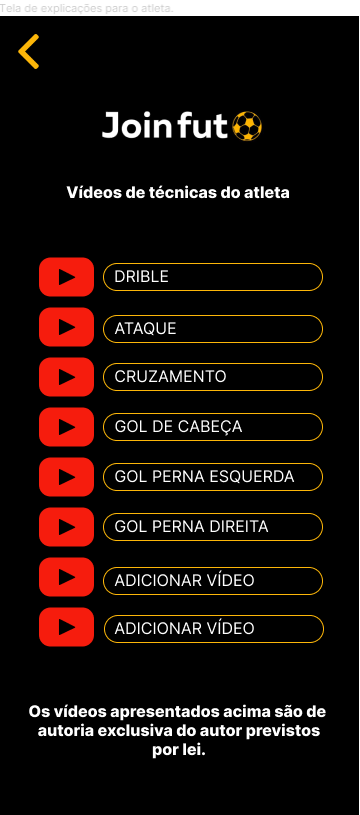 Tela de explicações para o atleta.
Join fut
Vídeos de técnicas do atleta
DRIBLE
ATAQUE
CRUZAMENTO
GOL DE CABEÇA
GOL PERNA ESQUERDA
GOL PERNA DIREITA
ADICIONAR VÍDEO
ADICIONAR VÍDEO
Os vídeos apresentados acima são de
autoria exclusiva do autor previstos
por lei.